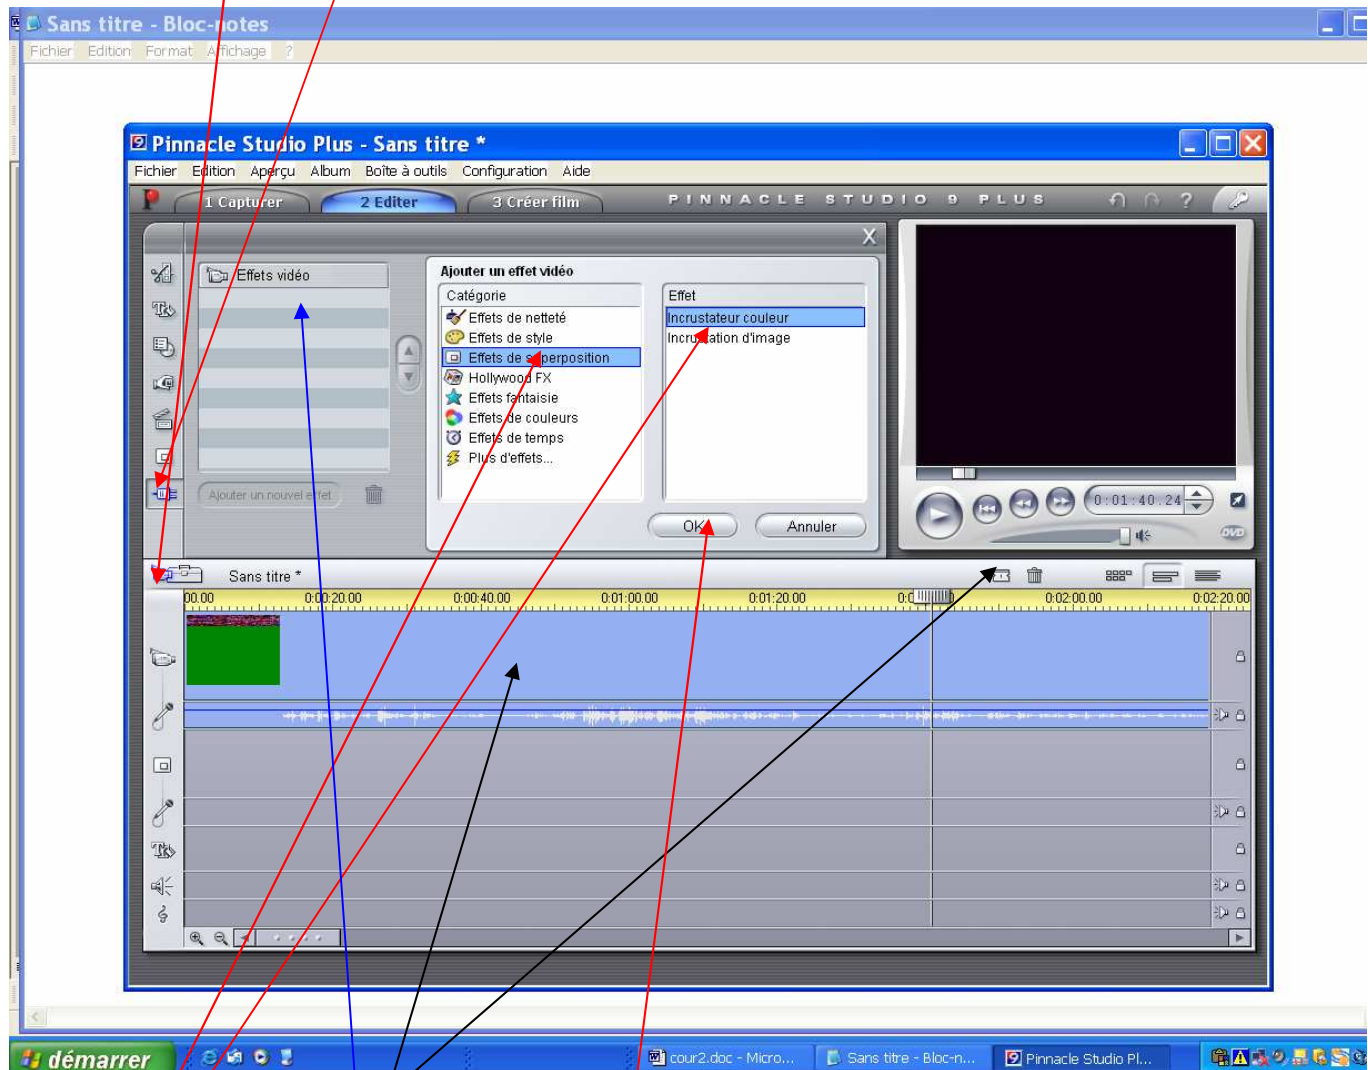 Sans titre - Bloc-notes
Fichier Edition Format Affichage ?
Pinnacle Studio Plus - Sans titre *
Fichier Edition Aperçu Album Boîte à outils Configuration Aide
1 Capturer 2 Editer 3 Créer film PINNACLE STUDIO 9 PLUS ?
X
Effets vidéo
Ajouter un nouvel effet
Ajouter un effet vidéo
Catégorie
Effets de netteté
Effets de style
Effets de superposition
Hollywood FX
Effets fantaisie
Effets de couleurs
Effets de temps
Plus d'effets...
Effet
Incrustateur couleur
Incrustation d'image
OK Annuler
0:01:40.24
DVD
Sans titre *
00.00 0:00:20.00 0:00:40.00 0:01:00.00 0:01:20.00 0:02:00.00 0:02:20.00
démarrer cour2.doc - Micro... Sans titre - Bloc-n... Pinnacle Studio Pl...